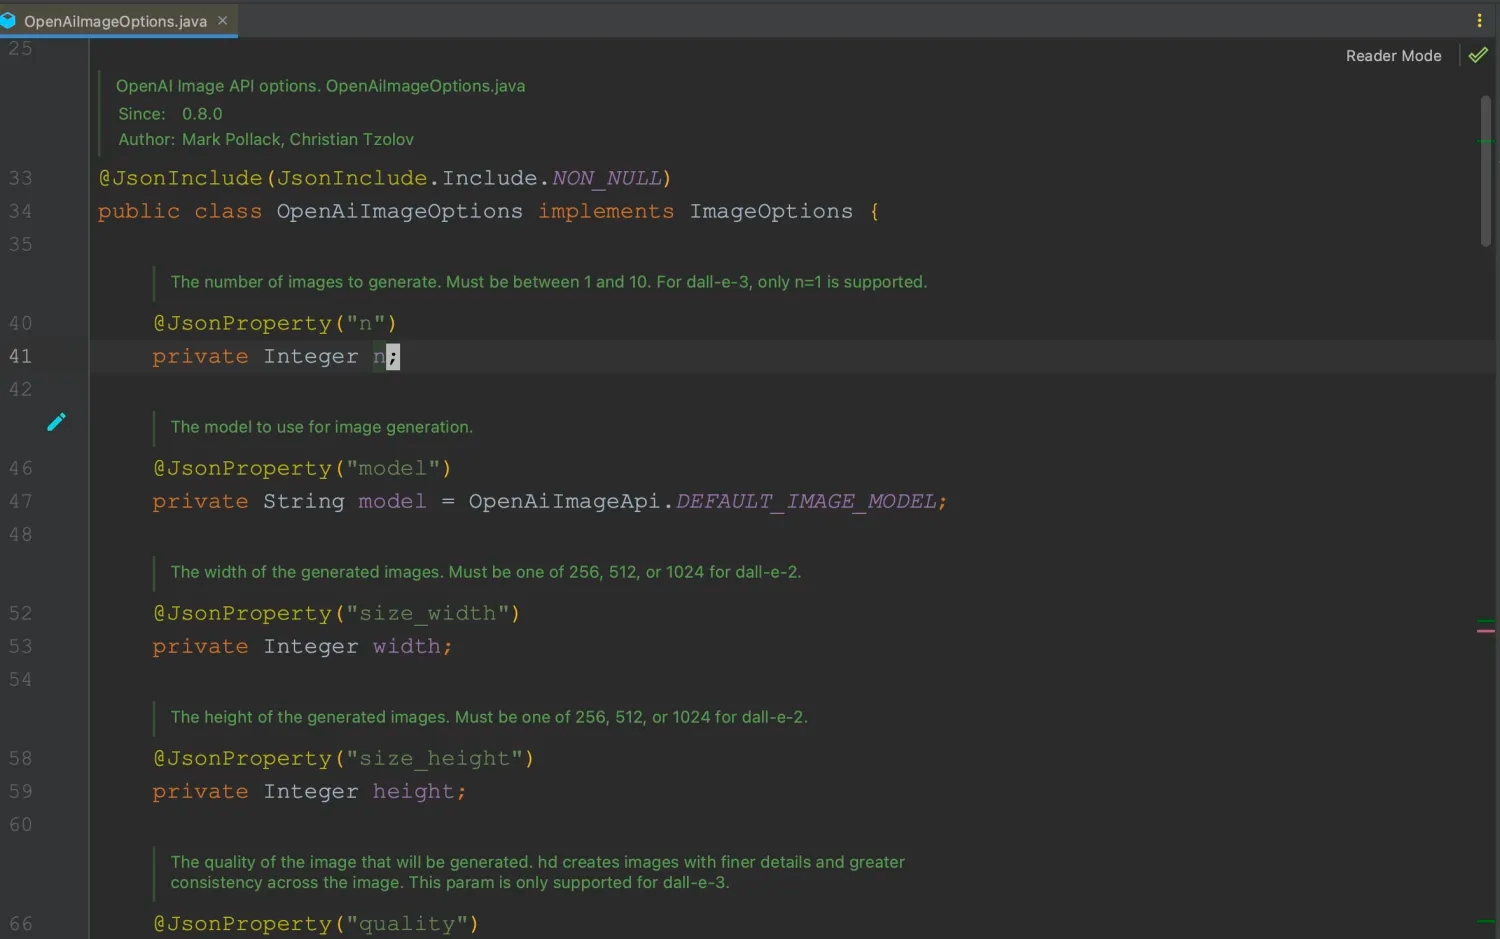 OpenAiImageOptions.java
Reader Mode
25
OpenAI Image API options. OpenAiImageOptions.java
Since: 0.8.0
Author: Mark Pollack, Christian Tzolov
33 @JsonInclude(JsonInclude.Include.NON_NULL)
34 public class OpenAiImageOptions implements ImageOptions {
35
The number of images to generate. Must be between 1 and 10. For dall-e-3, only n=1 is supported.
40 @JsonProperty("n")
41 private Integer n;
42
The model to use for image generation.
46 @JsonProperty("model")
47 private String model = OpenAiImageApi.DEFAULT_IMAGE_MODEL;
48
The width of the generated images. Must be one of 256, 512, or 1024 for dall-e-2.
52 @JsonProperty("size_width")
53 private Integer width;
54
The height of the generated images. Must be one of 256, 512, or 1024 for dall-e-2.
58 @JsonProperty("size_height")
59 private Integer height;
60
The quality of the image that will be generated. hd creates images with finer details and greater
consistency across the image. This param is only supported for dall-e-3.
66 @JsonProperty("quality")